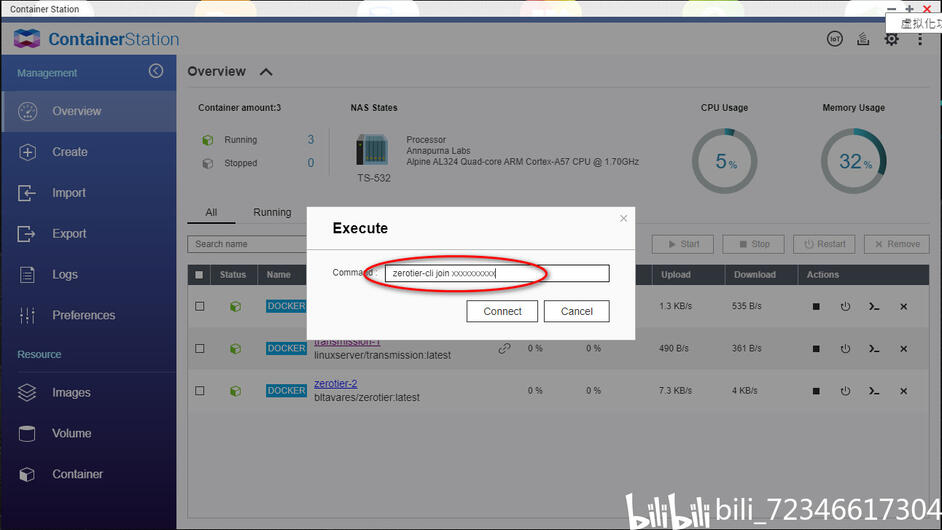 Container Station
虚拟化
ContainerStation
IoT
Management
Overview
Create
Import
Export
Logs
Preferences
Resource
Images
Volume
Container
Overview
Container amount:3
Running 3
Stopped 0
NAS States
TS-532
Processor
Annapurna Labs
Alpine AL324 Quad-core ARM Cortex-A57 CPU @ 1.70GHz
CPU Usage
5 %
Memory Usage
32 %
All Running
Search name
Start Stop Restart Remove
Status Name Upload Download Actions
DOCKER 1.3 KB/s 535 B/s
DOCKER transmission-1 0 % 0 % 490 B/s 361 B/s
linuxserver/transmission:latest
DOCKER zerotier-2 0 % 0 % 7.3 KB/s 4 KB/s
bltavares/zerotier:latest
Execute
Command : zerotier-cli join xxxxxxxxxx
Connect Cancel
bilibili bili_72346617304